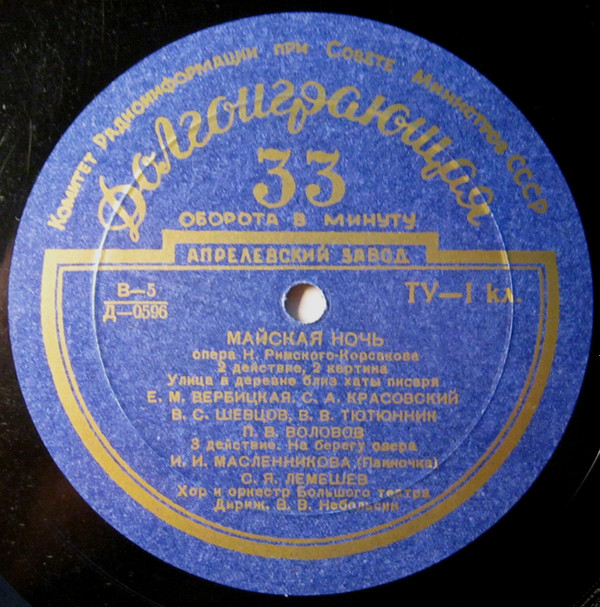 Комитет Радиоинформации при Совете Министров СССР
Долгоиграющая
33
ОБОРОТА В МИНУТУ
АПРЕЛЕВСКИЙ ЗАВОД
В—5
Д—0596
ТУ—1 кл.
МАЙСКАЯ НОЧЬ
опера Н. Римского-Корсакова
2 действие, 2 картина
Улица в деревне близ хаты писаря
Е. М. ВЕРБИЦКАЯ, С. А. КРАСОВСКИЙ
В. С. ШЕВЦОВ, В. В. ТЮТЮННИК
П. В. ВОЛОВОВ
3 действие. На берегу озера
И. И. МАСЛЕННИКОВА (Панночка)
С. Я. ЛЕМЕШЕВ
Хор и оркестр Большого театра
Дириж. В. В. Небольсин